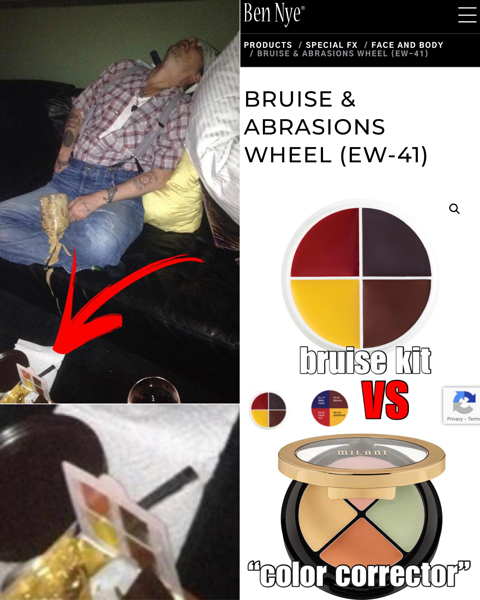 Ben Nye®
PRODUCTS / SPECIAL FX / FACE AND BODY
/ BRUISE & ABRASIONS WHEEL (EW-41)
BRUISE &
ABRASIONS
WHEEL (EW-41)
bruise kit
VS
Privacy - Terms
MILANI
“color corrector”